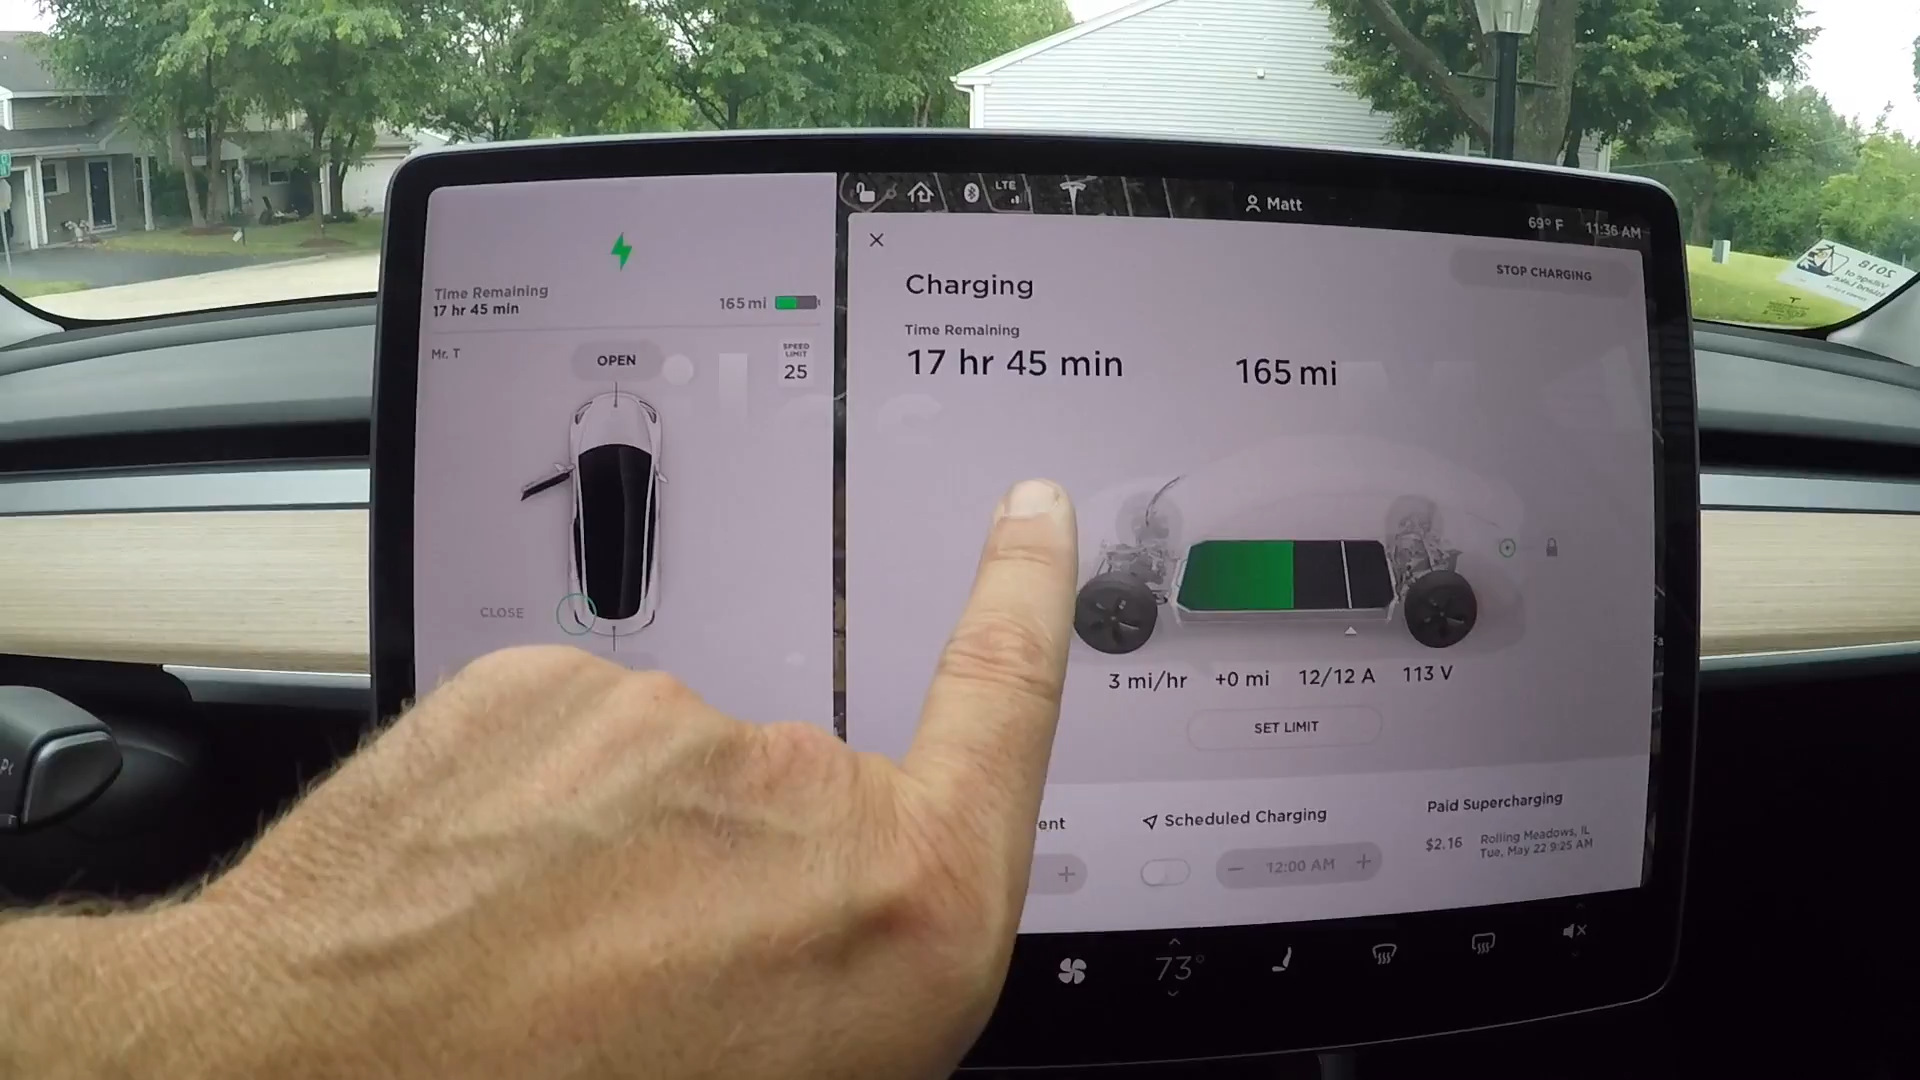 LTE
Matt
69° F 11:36 AM
Time Remaining
17 hr 45 min
165 mi
Mr. T
OPEN
SPEED
LIMIT
25
CLOSE
Charging
STOP CHARGING
Time Remaining
17 hr 45 min
165 mi
3 mi/hr +0 mi 12/12 A 113 V
SET LIMIT
ent
Scheduled Charging
12:00 AM
Paid Supercharging
$2.16
Rolling Meadows, IL
Tue, May 22 9:25 AM
73°
2018
Village of